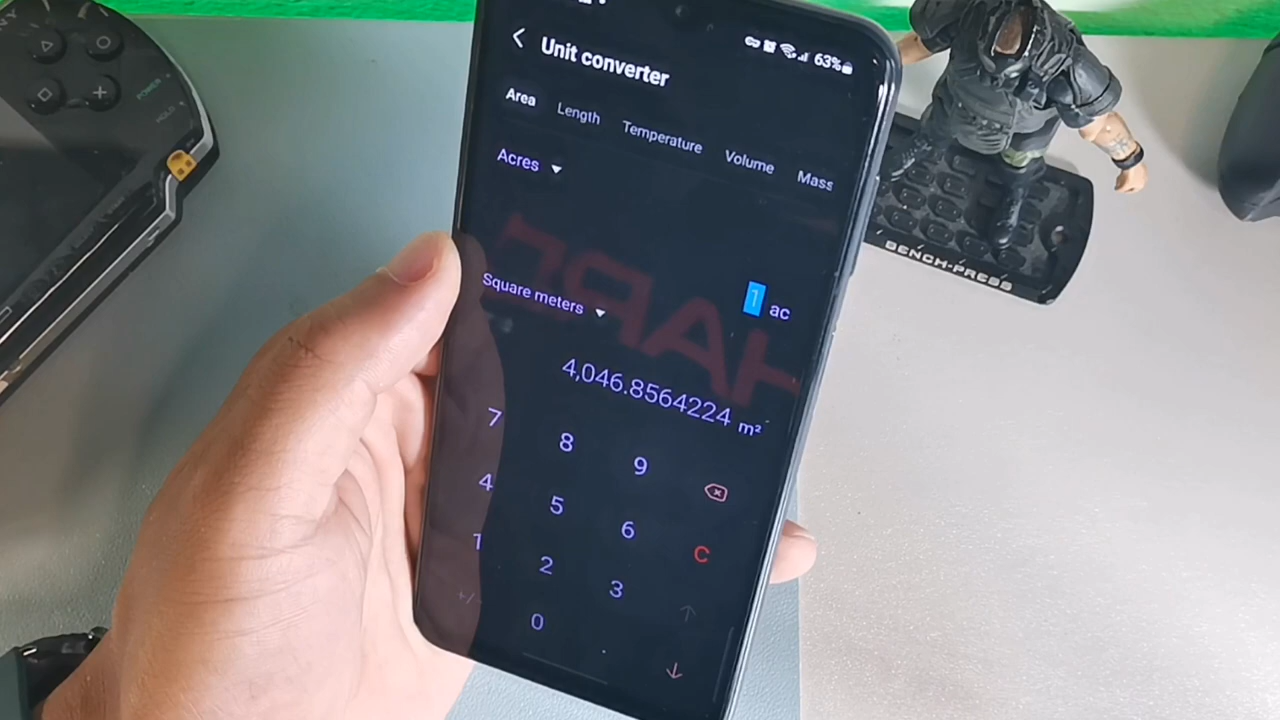 63%
Unit converter
Area Length Temperature Volume Mass
Acres
1 ac
Square meters
4,046.8564224 m²
7 8 9
4 5 6 C
1 2 3
+/- 0 .
POWER
BENCH-PRESS